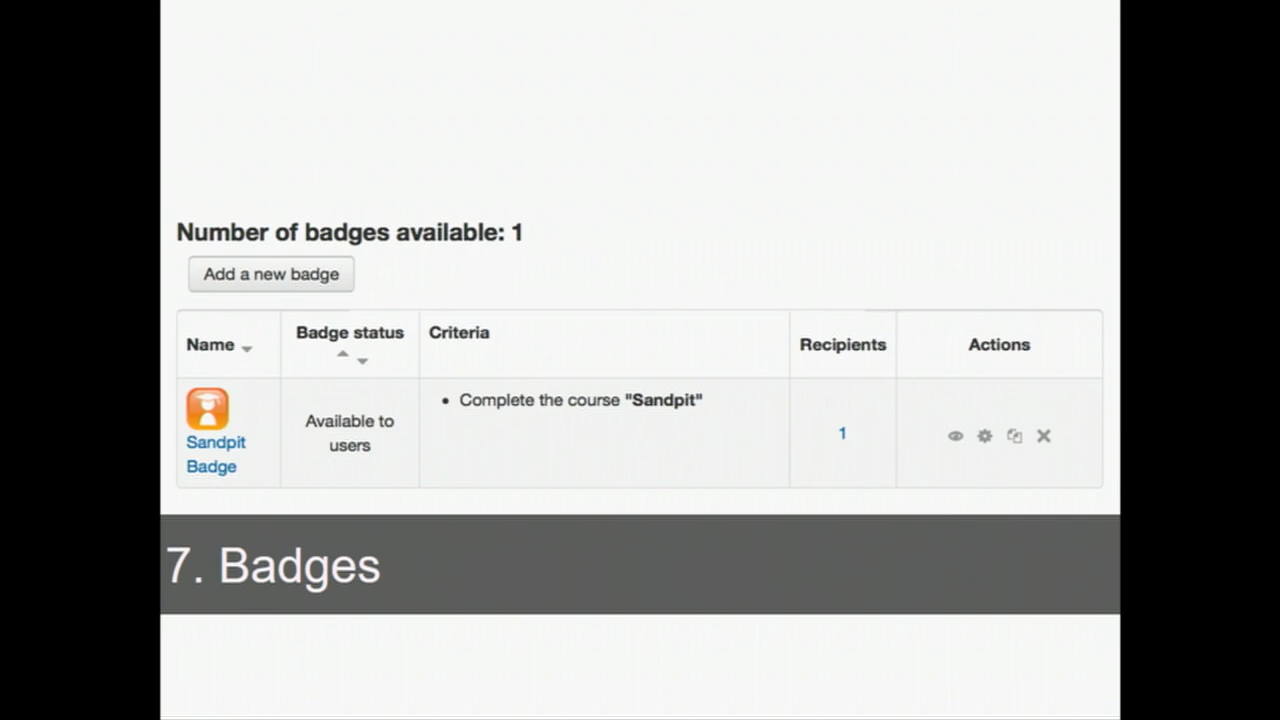 Number of badges available: 1
Add a new badge
Name
Badge status
Criteria
Recipients
Actions
Sandpit
Badge
Available to
users
• Complete the course "Sandpit"
1
7. Badges